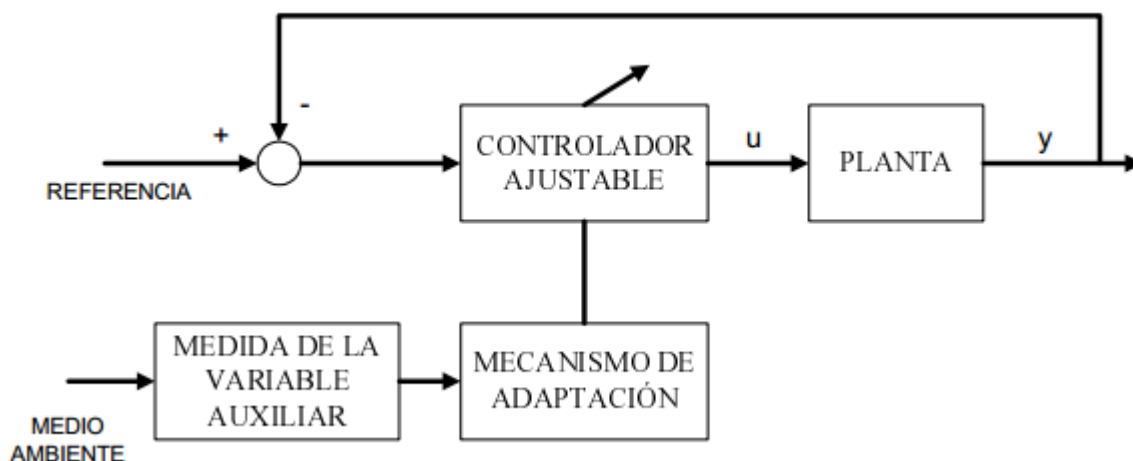 -
+
REFERENCIA
CONTROLADOR
AJUSTABLE
u
PLANTA
y
MEDIDA DE LA
VARIABLE
AUXILIAR
MECANISMO DE
ADAPTACIÓN
MEDIO
AMBIENTE